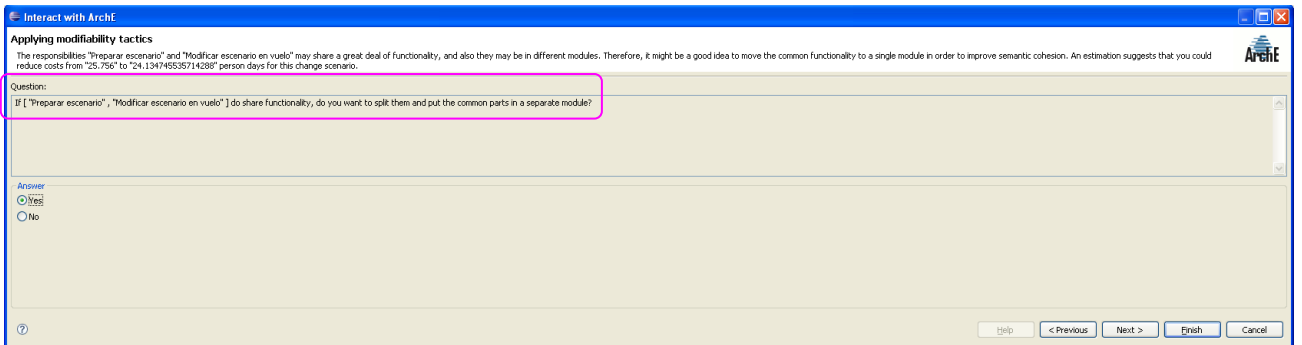 Interact with ArchE
Applying modifiability tactics
The responsibilities "Preparar escenario" and "Modificar escenario en vuelo" may share a great deal of functionality, and also they may be in different modules. Therefore, it might be a good idea to move the common functionality to a single module in order to improve semantic cohesion. An estimation suggests that you could
reduce costs from "25.756" to "24.134745535714288" person days for this change scenario.
ArchE
Question:
If [ "Preparar escenario" , "Modificar escenario en vuelo" ] do share functionality, do you want to split them and put the common parts in a separate module?
Answer
Yes
No
Help < Previous Next > Finish Cancel